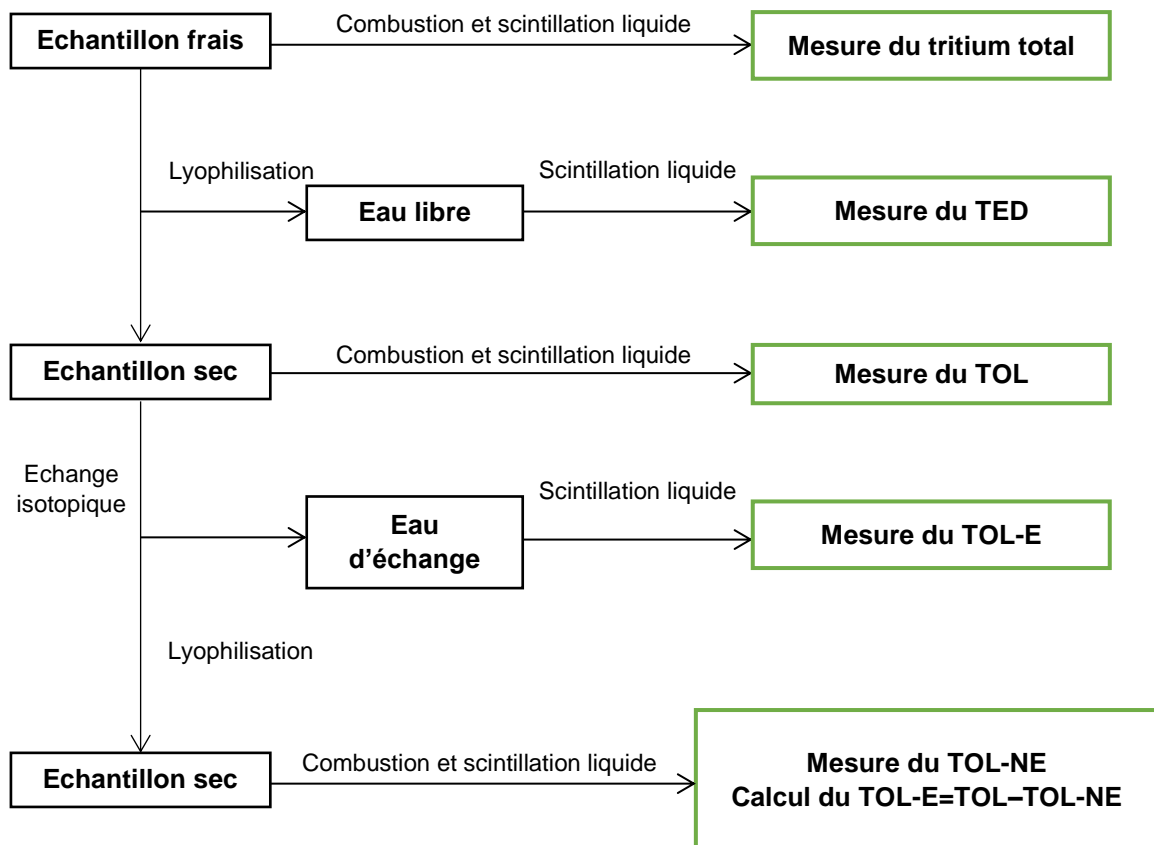 Combustion et scintillation liquide
Echantillon frais
Mesure du tritium total
Lyophilisation
Scintillation liquide
Eau libre
Mesure du TED
Combustion et scintillation liquide
Echantillon sec
Mesure du TOL
Echange
isotopique
Scintillation liquide
Eau
d’échange
Mesure du TOL-E
Lyophilisation
Echantillon sec
Combustion et scintillation liquide
Mesure du TOL-NE
Calcul du TOL-E=TOL–TOL-NE